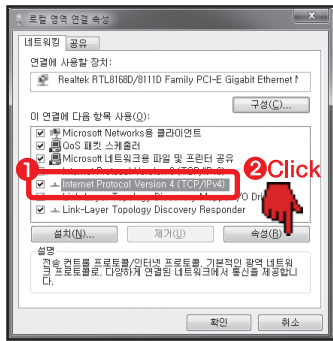 로컬 영역 연결 속성
네트워킹 공유
연결에 사용할 장치:
Realtek RTL8168D/8111D Family PCI-E Gigabit Ethernet N
구성(C)...
이 연결에 다음 항목 사용(O):
Microsoft Networks용 클라이언트
QoS 패킷 스케줄러
Microsoft 네트워크용 파일 및 프린터 공유
❶
❷Click
Internet Protocol Version 4 (TCP/IPv4)
Link-Layer Topology Discovery Responder
설치(N)... 제거(U) 속성(R)
설명
전송 컨트롤 프로토콜/인터넷 프로토콜. 기본적인 광역 네트워
크 프로토콜로, 다양하게 연결된 네트워크에서 통신을 제공합니
다.
확인 취소